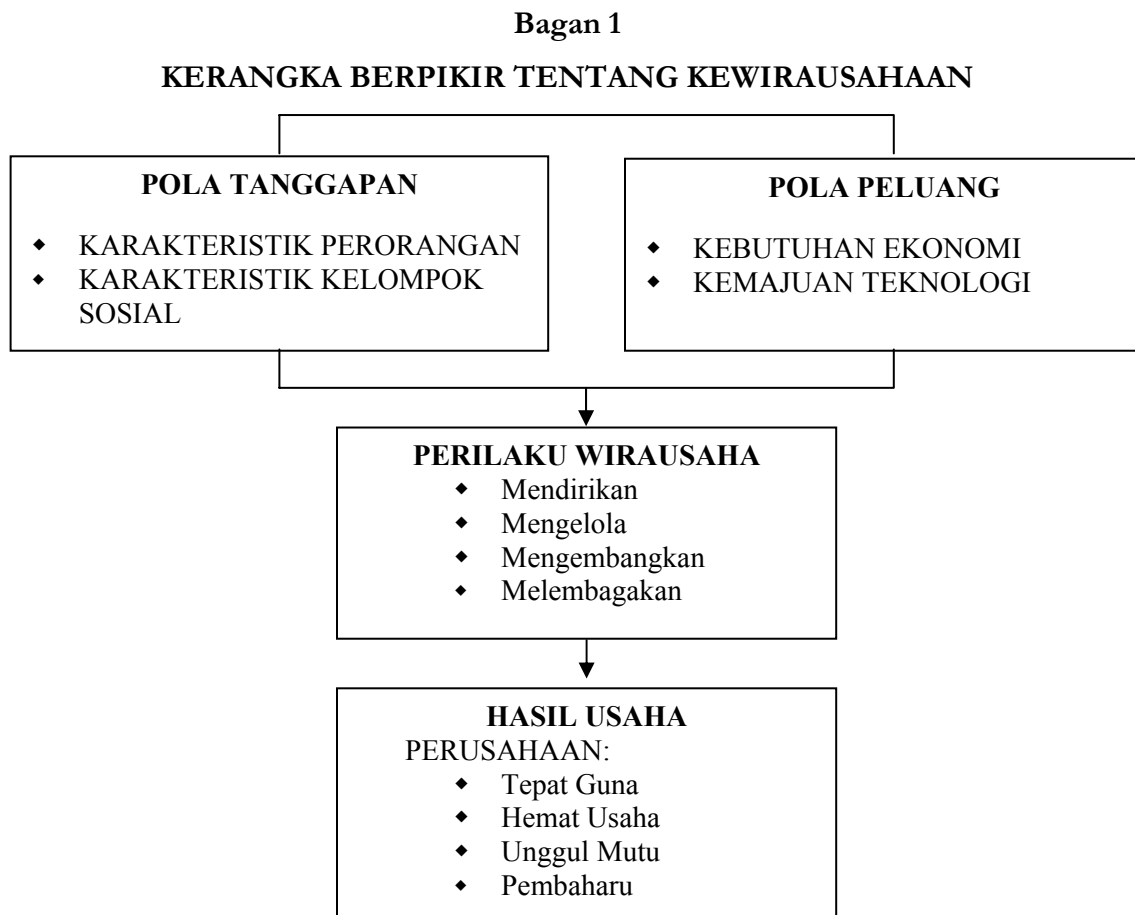 Bagan 1
KERANGKA BERPIKIR TENTANG KEWIRAUSAHAAN
POLA TANGGAPAN
◆ KARAKTERISTIK PERORANGAN
◆ KARAKTERISTIK KELOMPOK
SOSIAL
POLA PELUANG
◆ KEBUTUHAN EKONOMI
◆ KEMAJUAN TEKNOLOGI
PERILAKU WIRAUSAHA
◆ Mendirikan
◆ Mengelola
◆ Mengembangkan
◆ Melembagakan
HASIL USAHA
PERUSAHAAN:
◆ Tepat Guna
◆ Hemat Usaha
◆ Unggul Mutu
◆ Pembaharu